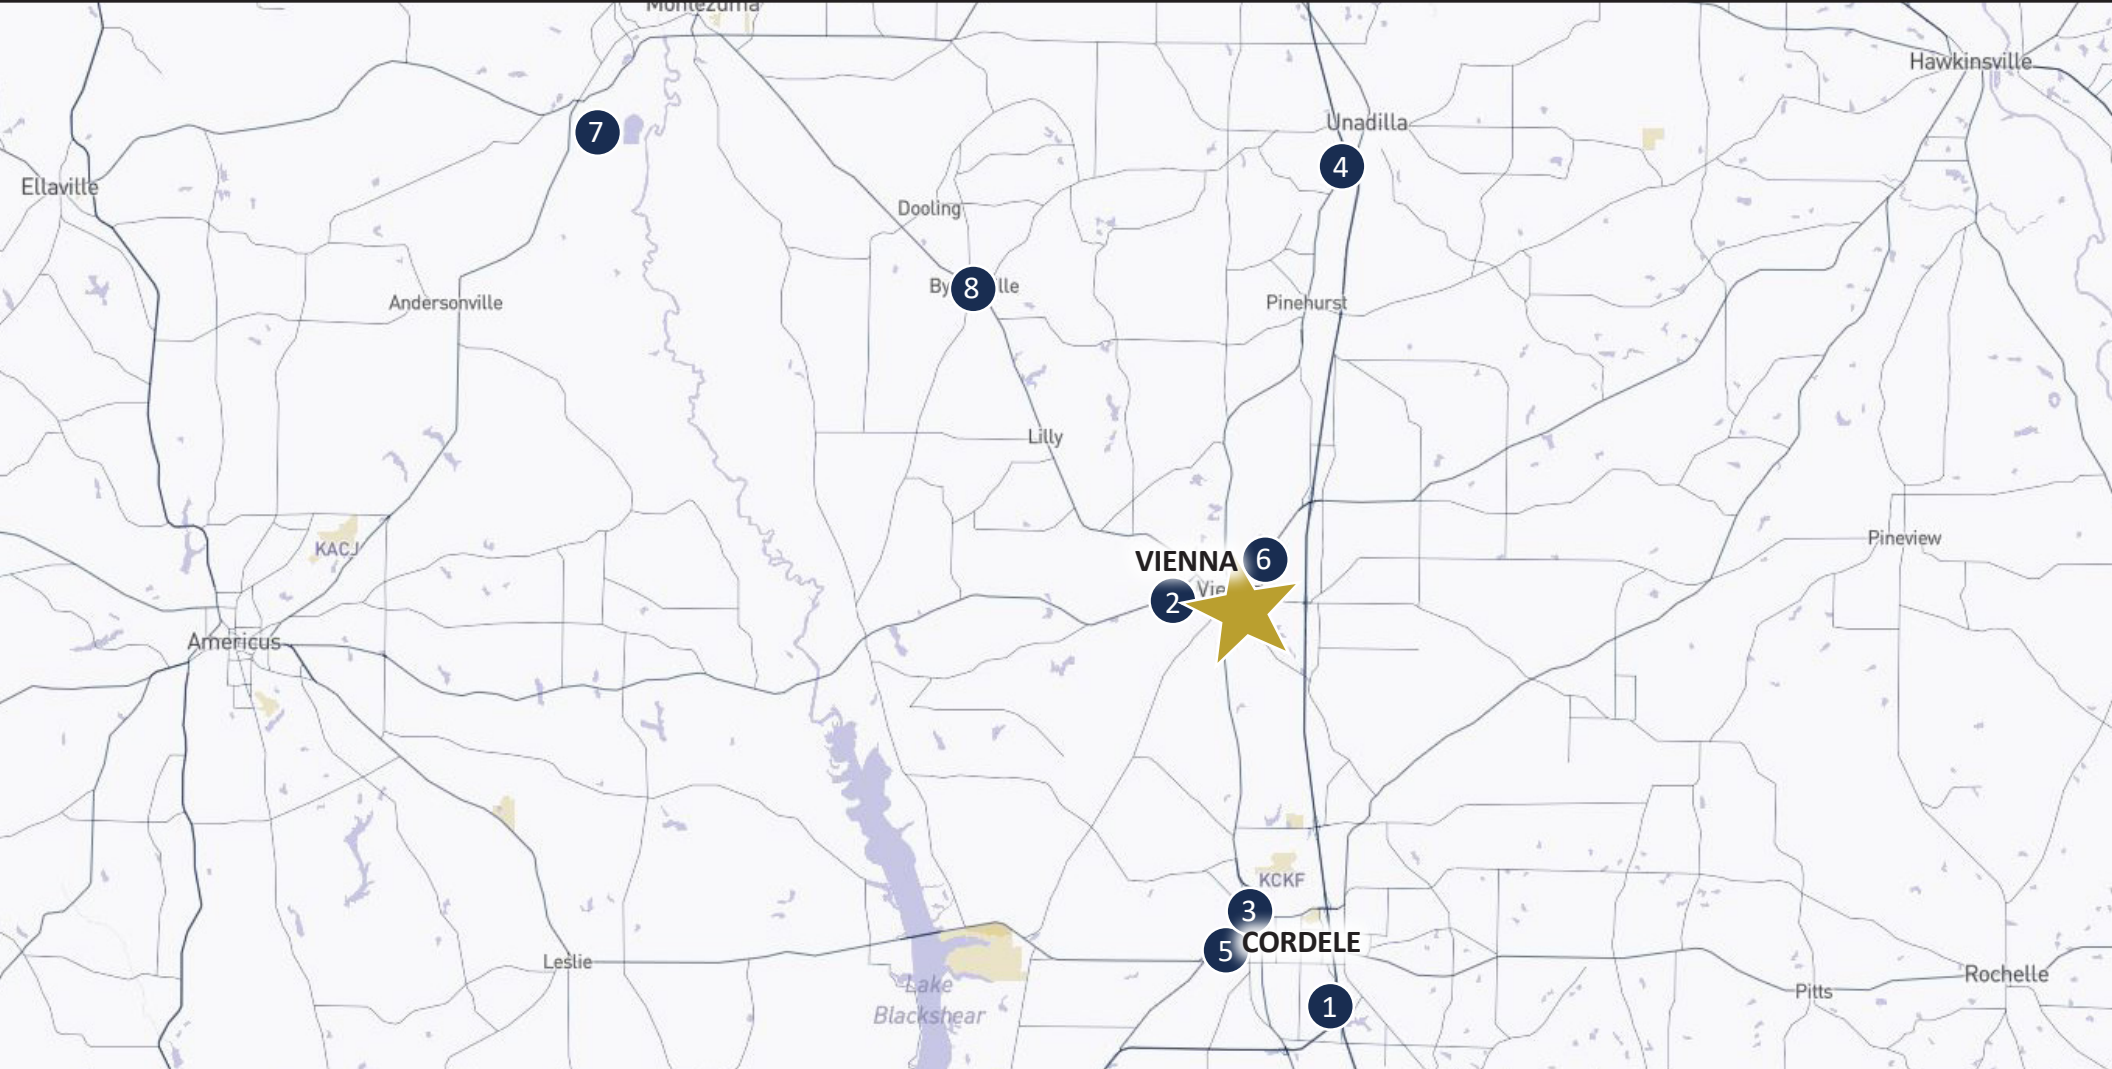 Montezuma
Hawkinsville
Unadilla
7
4
Ellaville
Dooling
8
Andersonville
Pinehurst
Lilly
KACJ
Pineview
VIENNA
6
2
Vie
Americus
KCKF
3
5
CORDELE
Leslie
Rochelle
Lake
Blackshear
Pitts
1